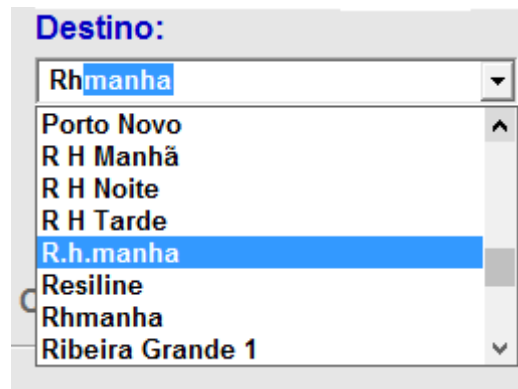 Destino:
Rhmanha
Porto Novo
R H Manhã
R H Noite
R H Tarde
R.h.manha
Resiline
Rhmanha
Ribeira Grande 1